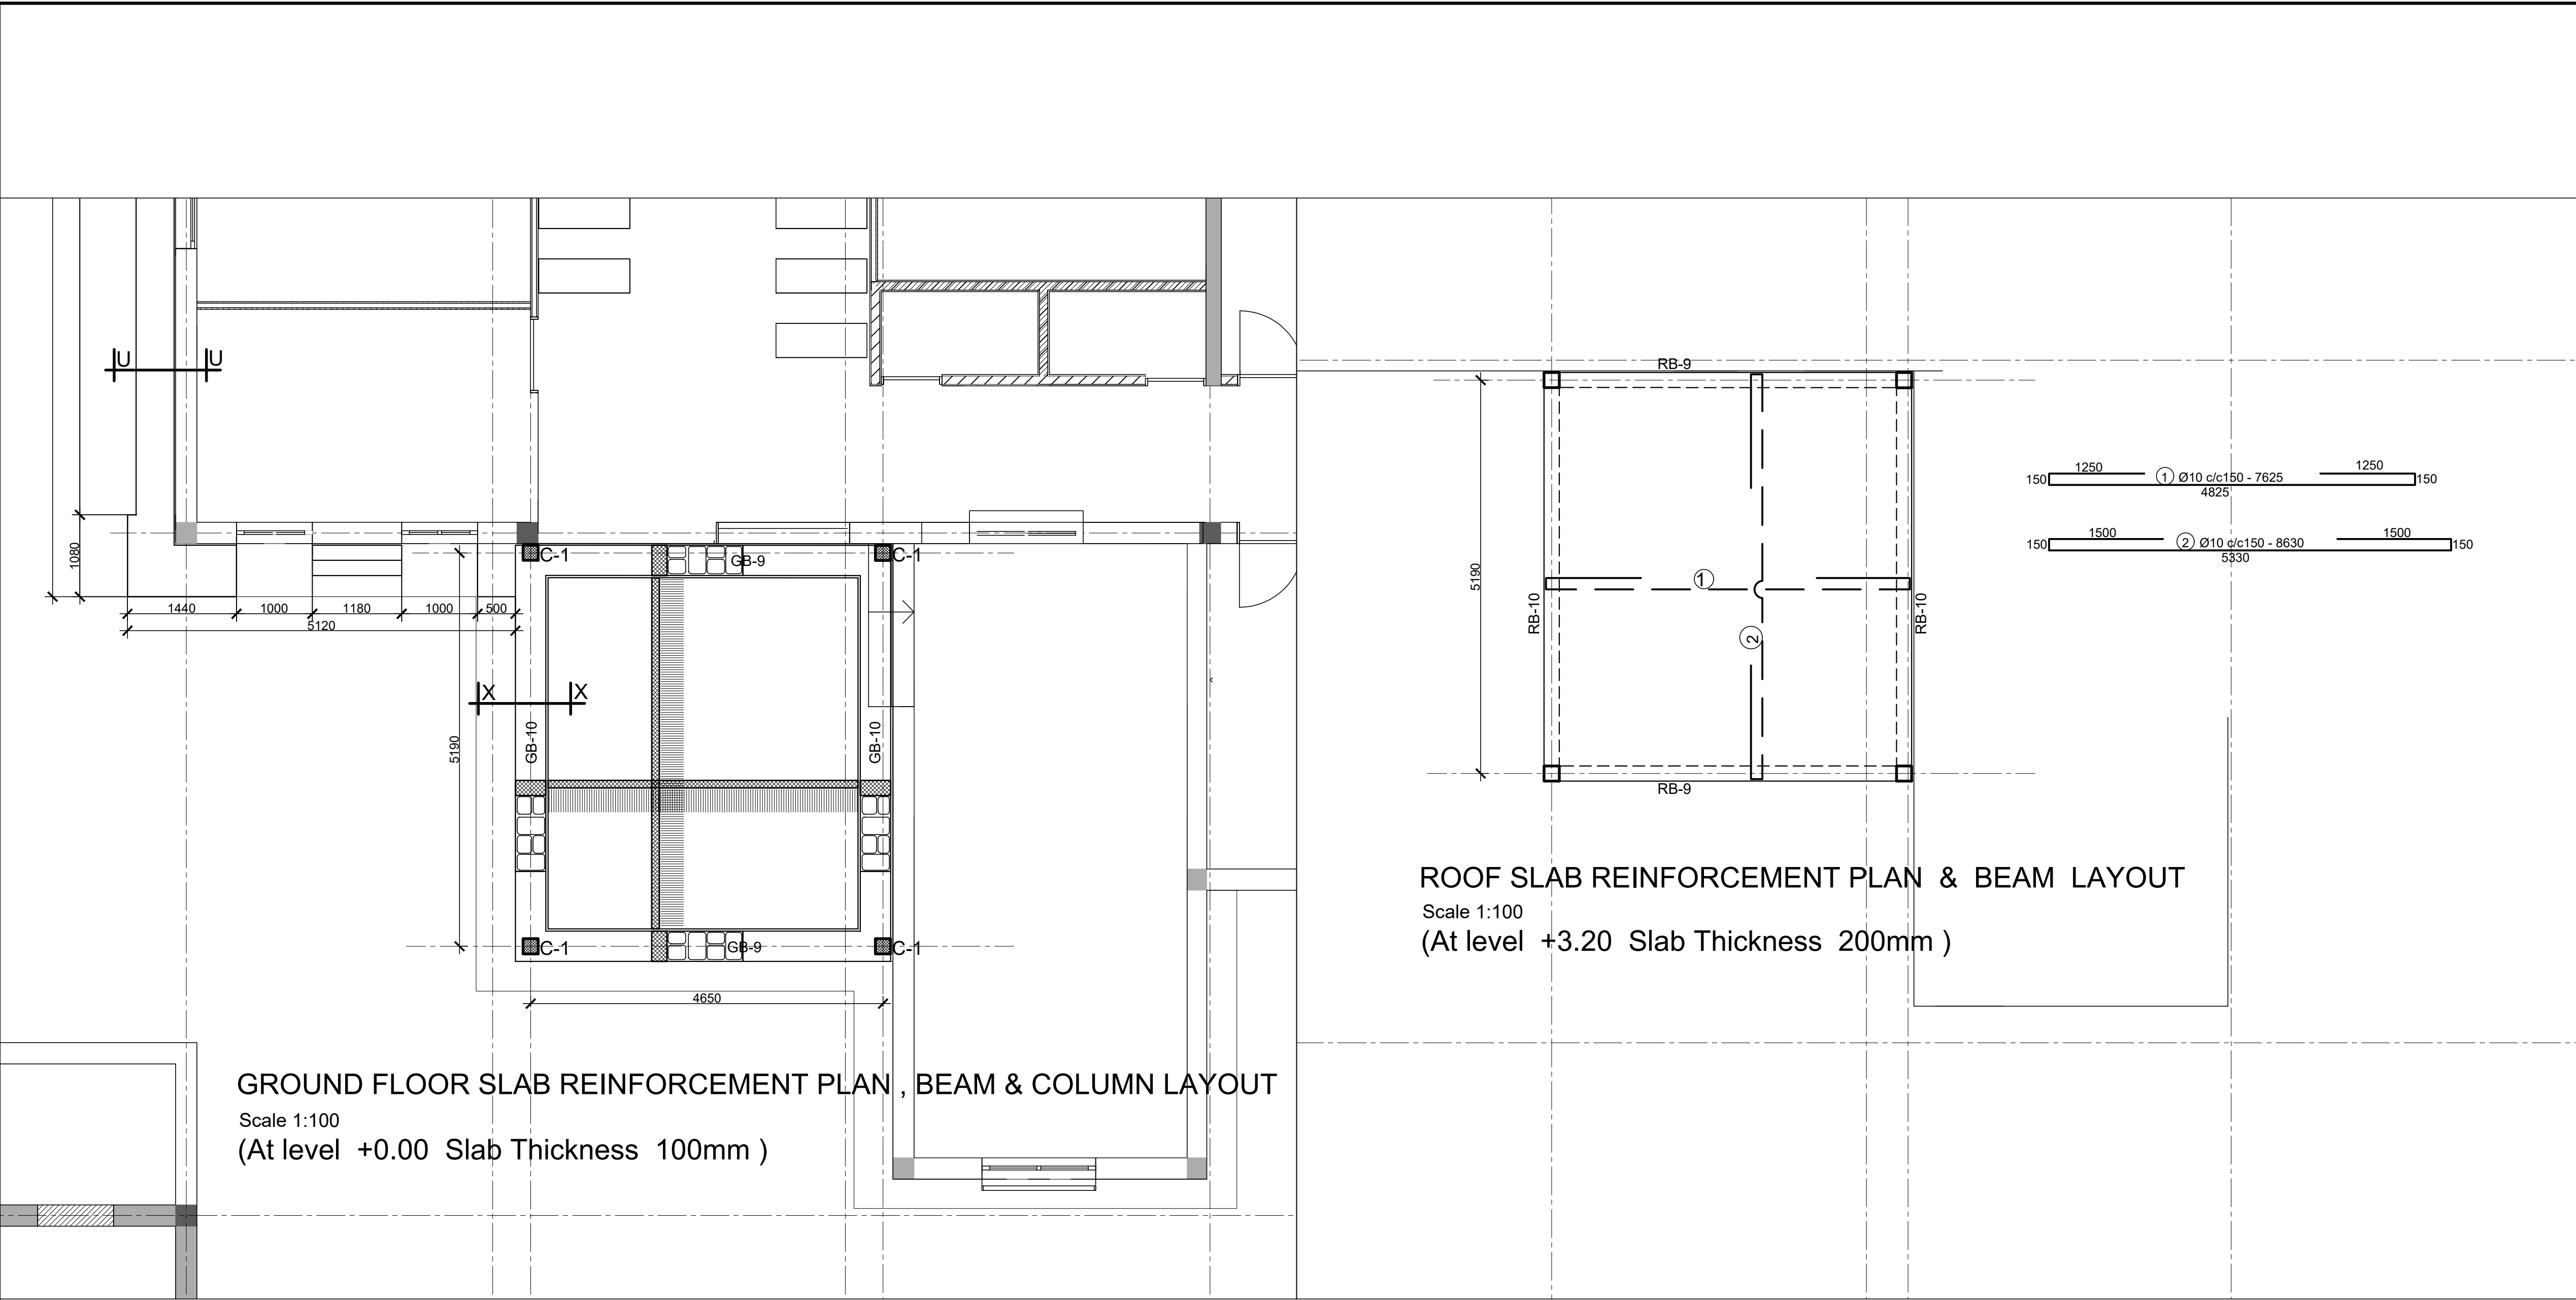 U
U
1080
1440
1000
1180
1000
500
5120
C-1
GB-9
C-1
X
X
GB-10
GB-10
5190
C-1
GB-9
C-1
4650
GROUND FLOOR SLAB REINFORCEMENT PLAN , BEAM & COLUMN LAYOUT
Scale 1:100
(At level +0.00 Slab Thickness 100mm )
RB-9
5190
RB-10
1
2
RB-10
RB-9
1250
1250
150
1 Ø10 c/c150 - 7625
150
4825
1500
1500
150
2 Ø10 c/c150 - 8630
150
5330
ROOF SLAB REINFORCEMENT PLAN & BEAM LAYOUT
Scale 1:100
(At level +3.20 Slab Thickness 200mm )